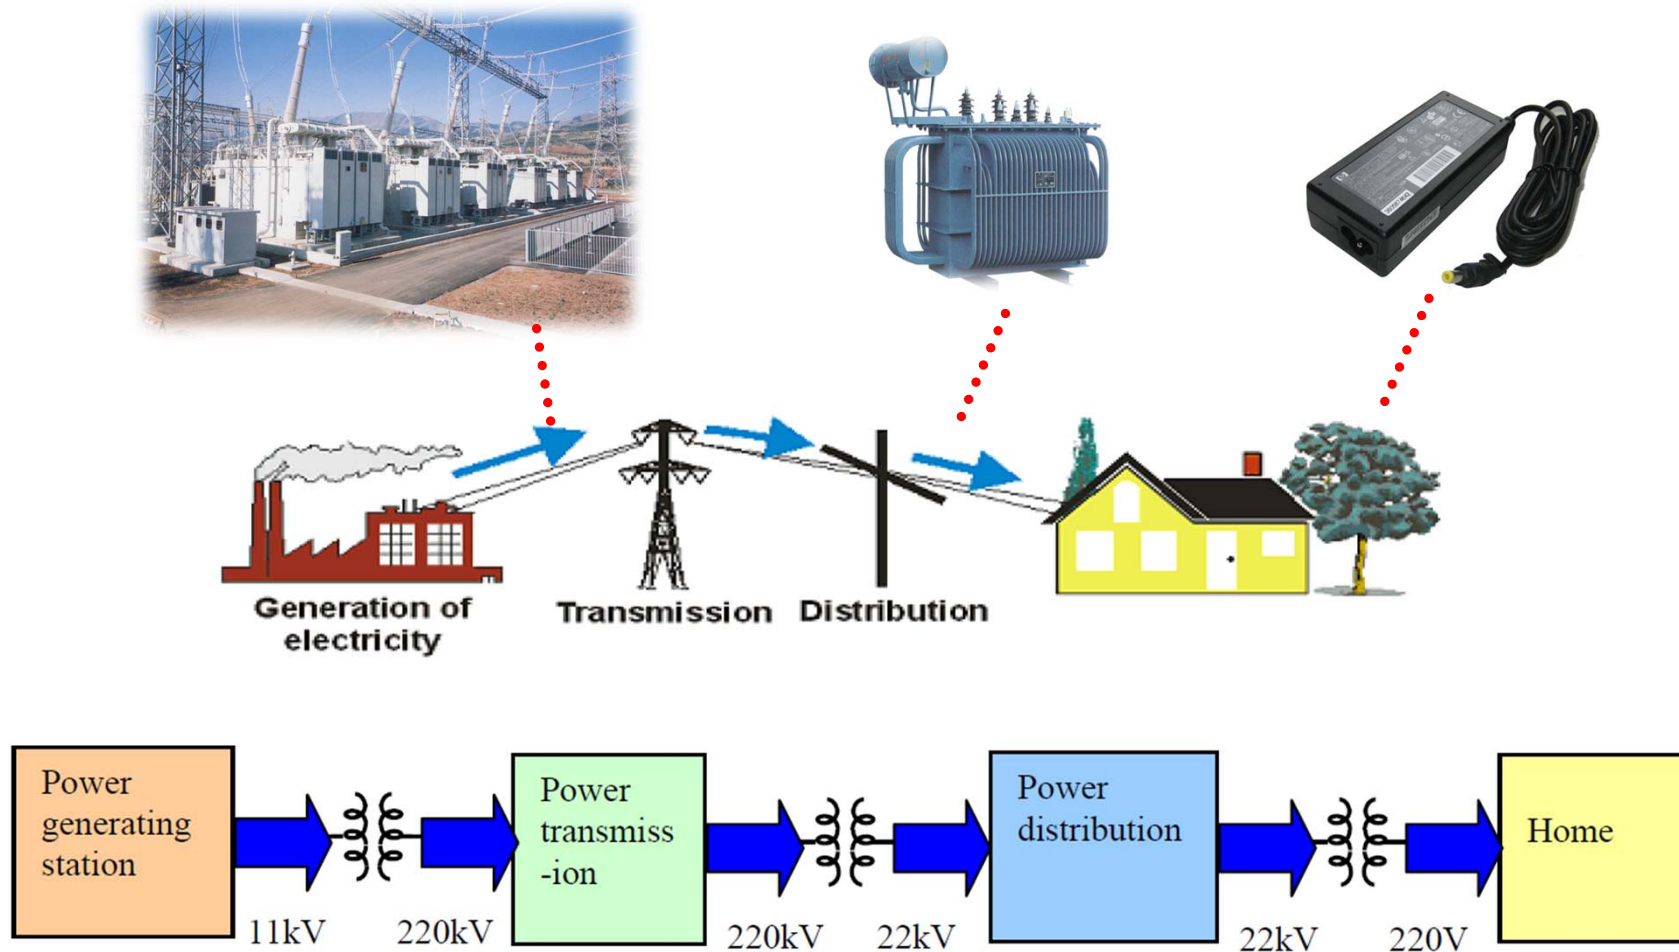 Generation of
electricity
Transmission
Distribution
Power
generating
station
Power
transmiss
-ion
Power
distribution
Home
11kV
220kV
220kV
22kV
22kV
220V